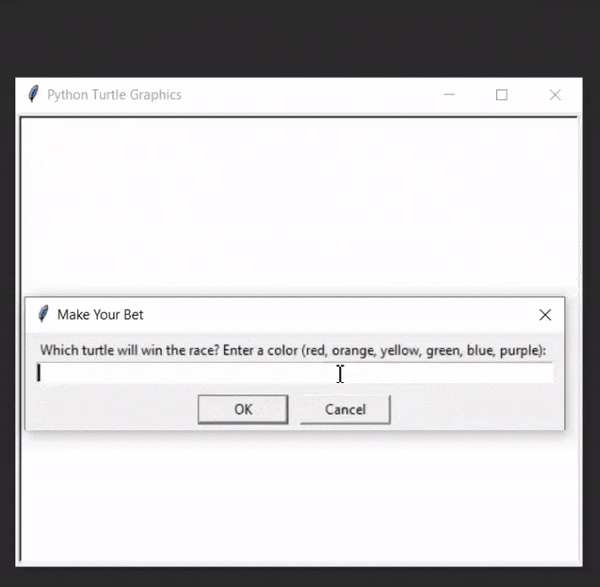 Python Turtle Graphics
Make Your Bet
Which turtle will win the race? Enter a color (red, orange, yellow, green, blue, purple):
OK Cancel